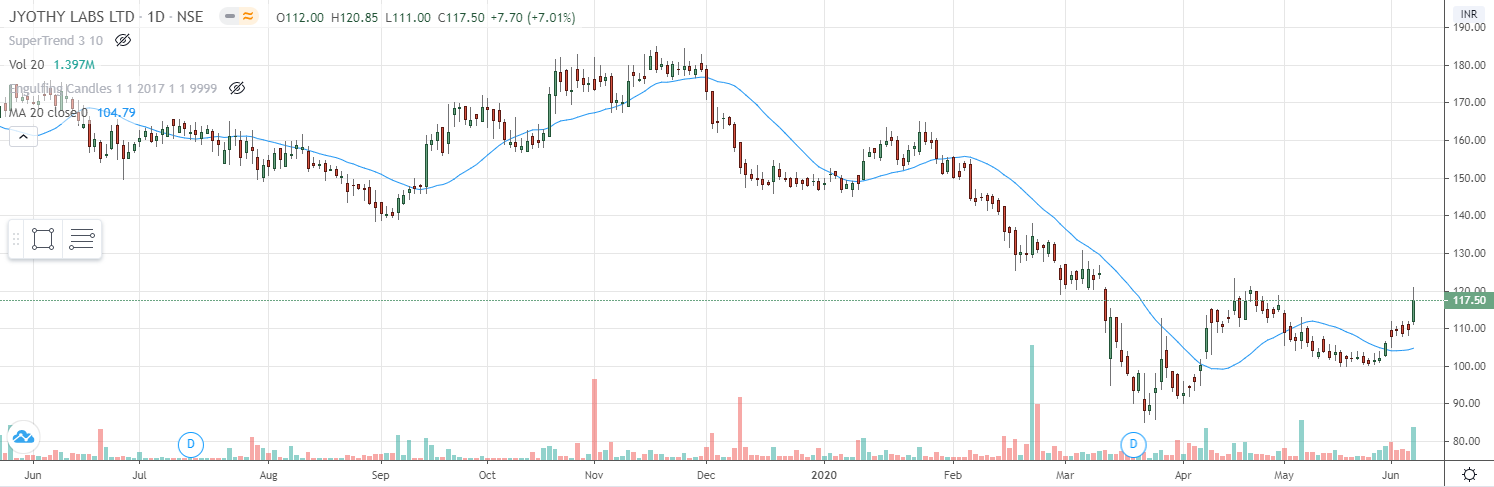 JYOTHY LABS LTD · 1D · NSE O112.00 H120.85 L111.00 C117.50 +7.70 (+7.01%)
SuperTrend 3 10
Vol 20 1.397M
Engulfing Candles 1 1 2017 1 1 9999
MA 20 close 0 104.79
INR
190.00
180.00
170.00
160.00
150.00
140.00
130.00
120.00
117.50
110.00
100.00
90.00
80.00
D D
Jun Jul Aug Sep Oct Nov Dec 2020 Feb Mar Apr May Jun